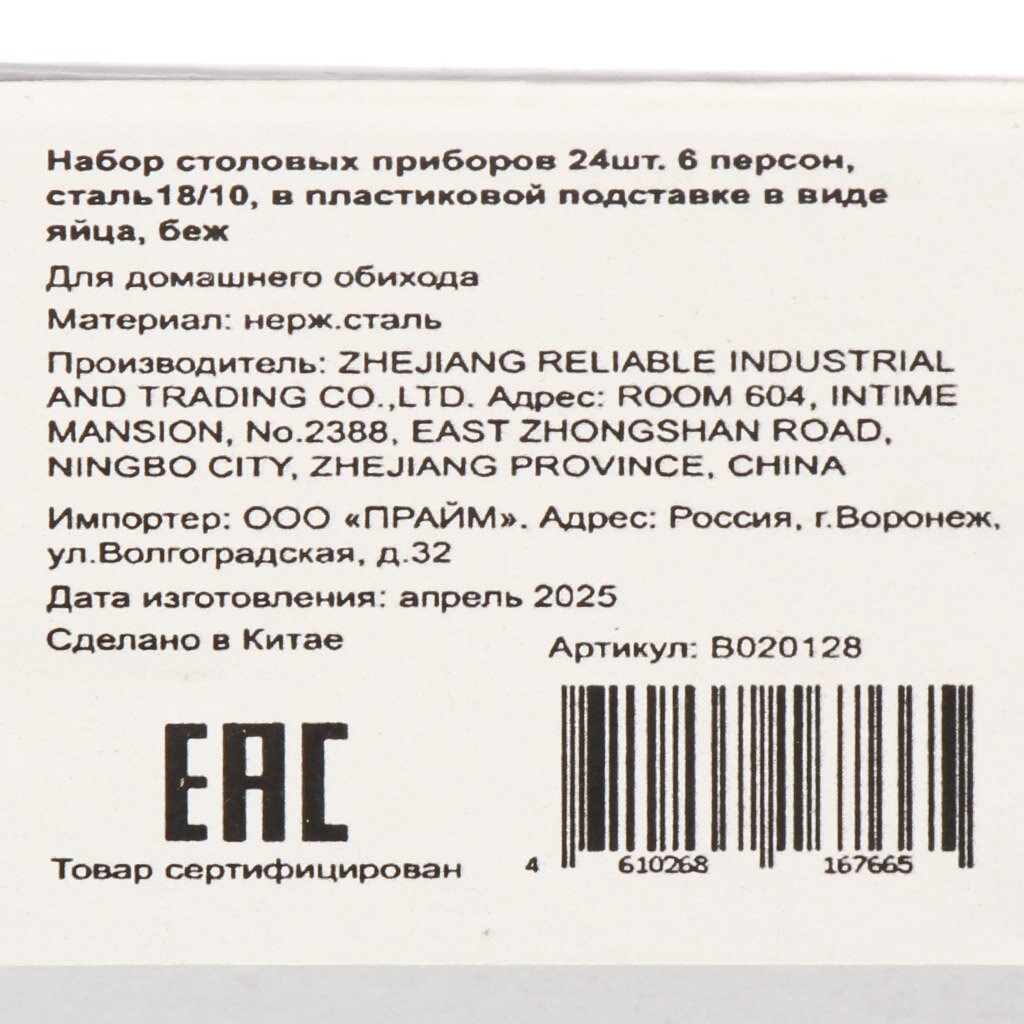 Набор столовых приборов 24шт. 6 персон,
сталь18/10, в пластиковой подставке в виде
яйца, беж
Для домашнего обихода
Материал: нерж.сталь
Производитель: ZHEJIANG RELIABLE INDUSTRIAL
AND TRADING CO.,LTD. Адрес: ROOM 604, INTIME
MANSION, No.2388, EAST ZHONGSHAN ROAD,
NINGBO CITY, ZHEJIANG PROVINCE, CHINA
Импортер: ООО «ПРАЙМ». Адрес: Россия, г.Воронеж,
ул.Волгоградская, д.32
Дата изготовления: апрель 2025
Сделано в Китае
Артикул: B020128
EAC
Товар сертифицирован
4 610268 167665